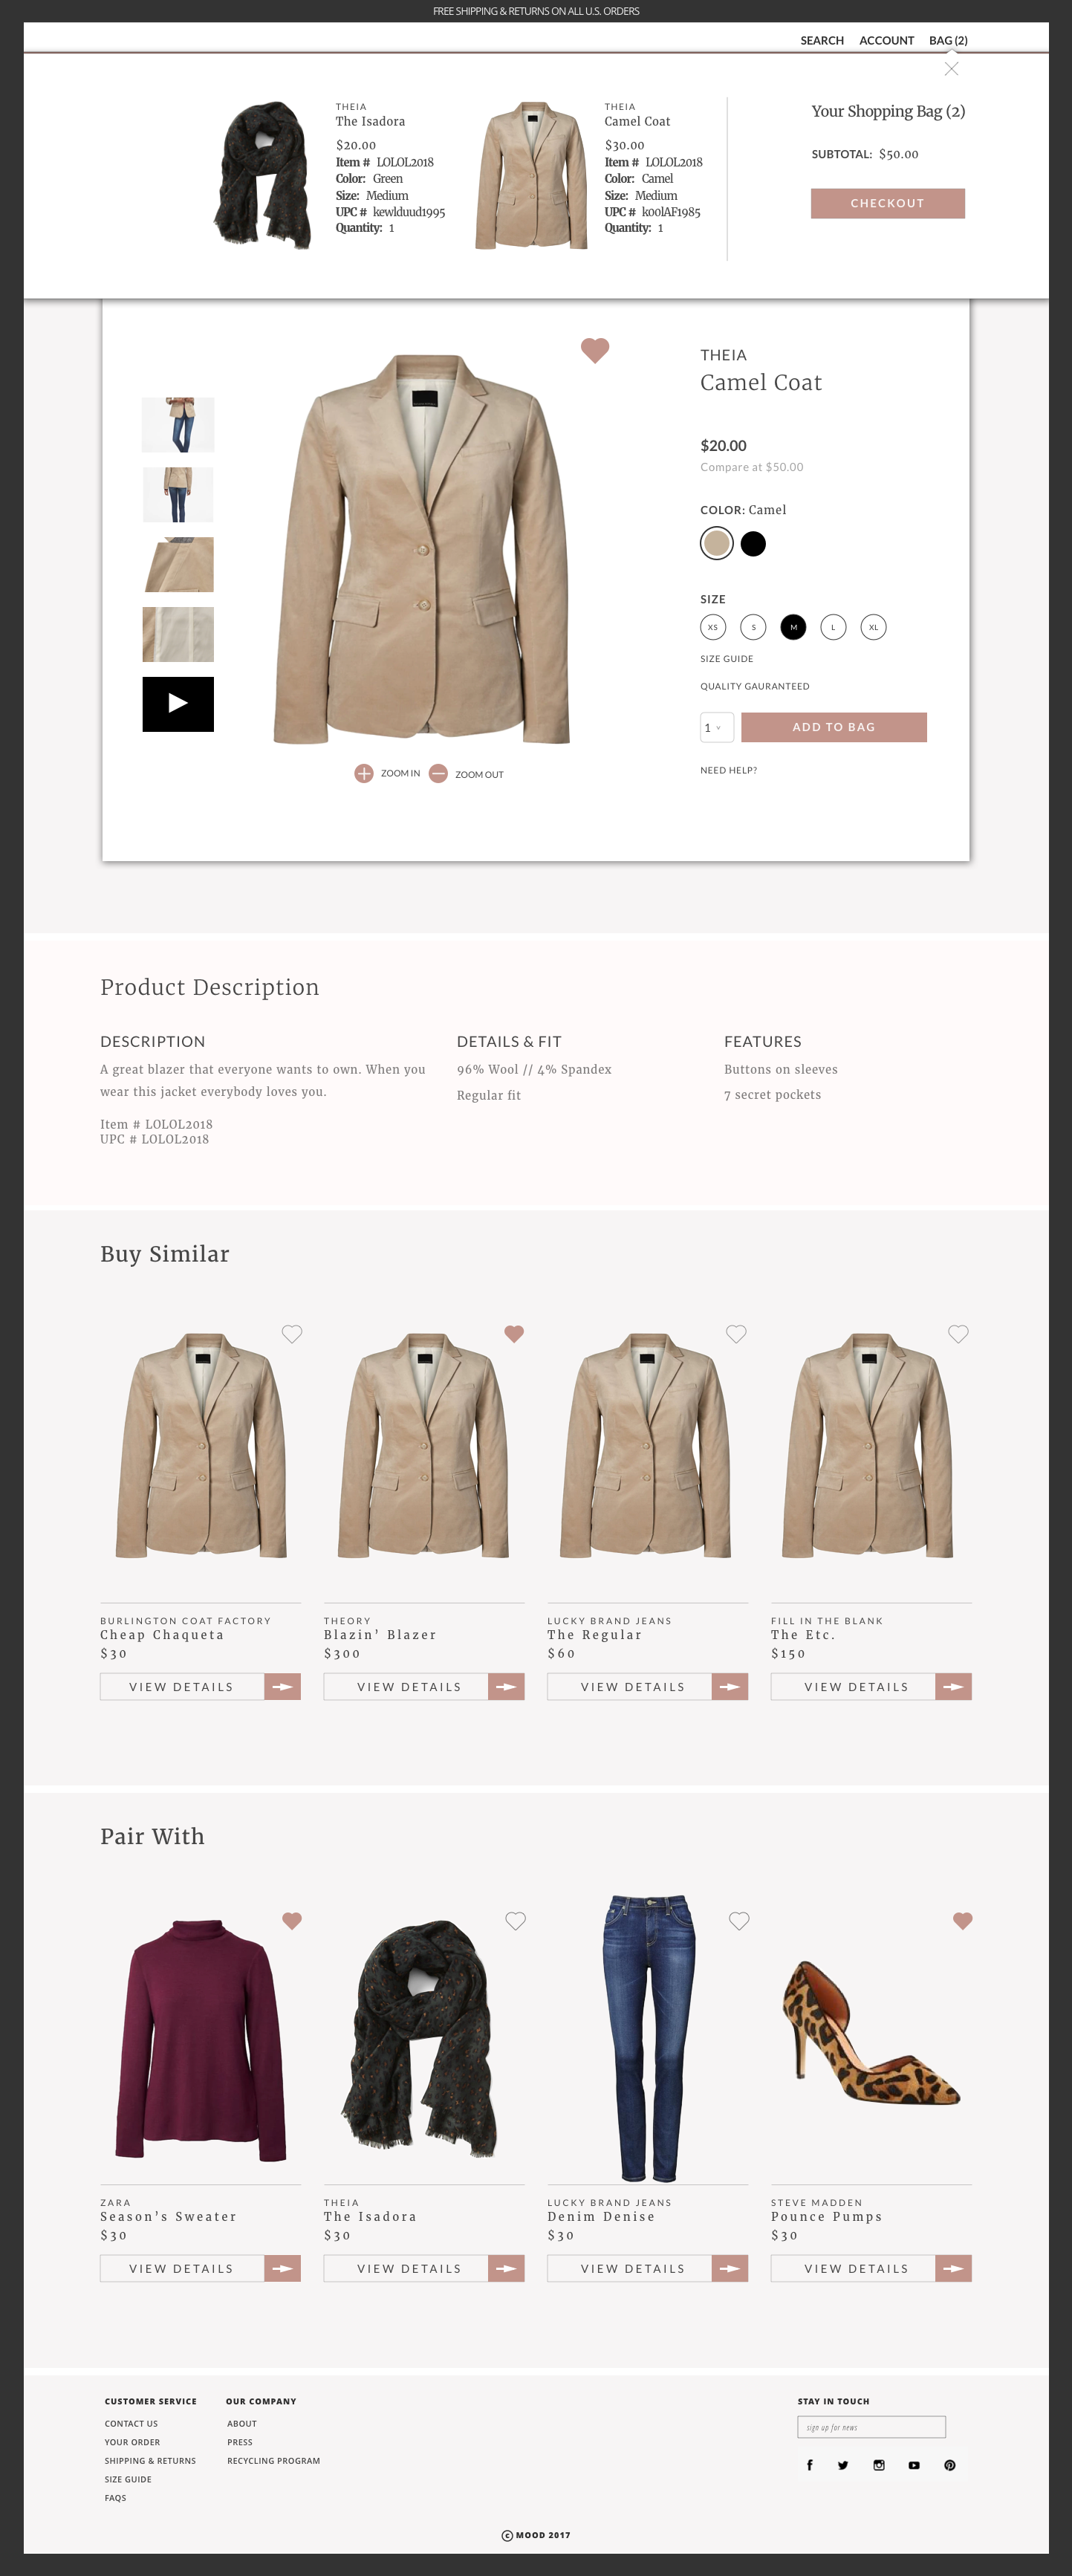 FREE SHIPPING & RETURNS ON ALL U.S. ORDERS
SEARCH ACCOUNT BAG (2)
THEIA
The Isadora
$20.00
Item # LOLOL2018
Color: Green
Size: Medium
UPC # kewlduud1995
Quantity: 1
THEIA
Camel Coat
$30.00
Item # LOLOL2018
Color: Camel
Size: Medium
UPC # koolAF1985
Quantity: 1
Your Shopping Bag (2)
SUBTOTAL: $50.00
CHECKOUT
THEIA
Camel Coat
$20.00
Compare at $50.00
COLOR: Camel
SIZE
XS S M L XL
SIZE GUIDE
QUALITY GAURANTEED
1 ADD TO BAG
NEED HELP?
ZOOM IN ZOOM OUT
Product Description
DESCRIPTION
A great blazer that everyone wants to own. When you
wear this jacket everybody loves you.
Item # LOLOL2018
UPC # LOLOL2018
DETAILS & FIT
96% Wool // 4% Spandex
Regular fit
FEATURES
Buttons on sleeves
7 secret pockets
Buy Similar
BURLINGTON COAT FACTORY
Cheap Chaqueta
$30
VIEW DETAILS
THEORY
Blazin’ Blazer
$300
VIEW DETAILS
LUCKY BRAND JEANS
The Regular
$60
VIEW DETAILS
FILL IN THE BLANK
The Etc.
$150
VIEW DETAILS
Pair With
ZARA
Season’s Sweater
$30
VIEW DETAILS
THEIA
The Isadora
$30
VIEW DETAILS
LUCKY BRAND JEANS
Denim Denise
$30
VIEW DETAILS
STEVE MADDEN
Pounce Pumps
$30
VIEW DETAILS
CUSTOMER SERVICE
CONTACT US
YOUR ORDER
SHIPPING & RETURNS
SIZE GUIDE
FAQS
OUR COMPANY
ABOUT
PRESS
RECYCLING PROGRAM
STAY IN TOUCH
sign up for news
© MOOD 2017